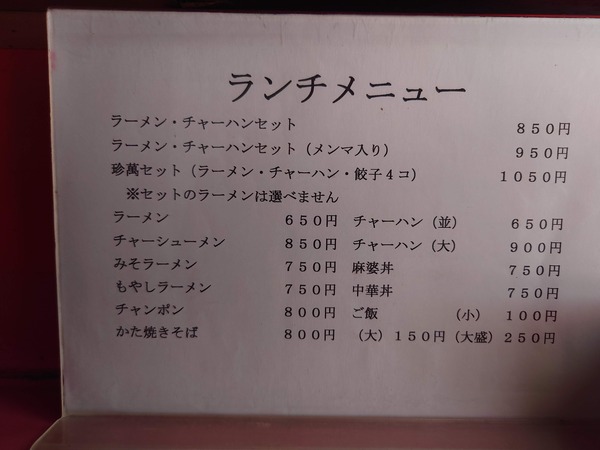 ランチメニュー
ラーメン・チャーハンセット ８５０円
ラーメン・チャーハンセット（メンマ入り） ９５０円
珍萬セット（ラーメン・チャーハン・餃子４コ） １０５０円
※セットのラーメンは選べません
ラーメン ６５０円 チャーハン（並） ６５０円
チャーシューメン ８５０円 チャーハン（大） ９００円
みそラーメン ７５０円 麻婆丼 ７５０円
もやしラーメン ７５０円 中華丼 ７５０円
チャンポン ８００円 ご飯 （小） １００円
かた焼きそば ８００円 （大）１５０円（大盛）２５０円